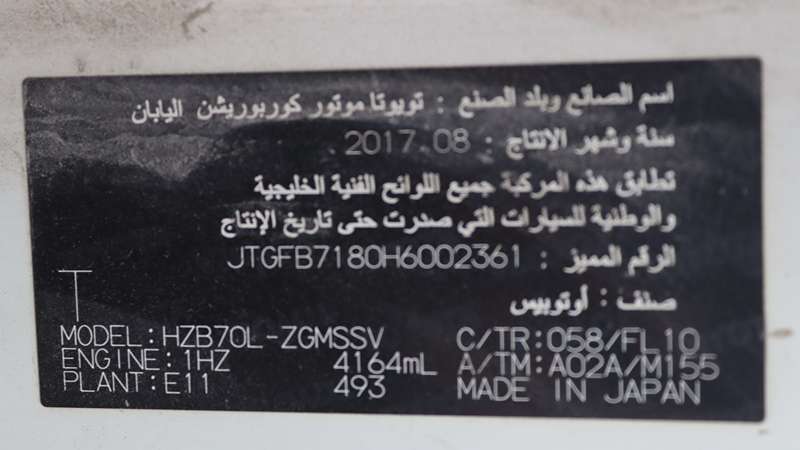 اسم الصانع وبلد الصنع : تويوتا موتور كوربوريشن اليابان
سنة وشهر الانتاج : 2017.08
تطابق هذه المركبة جميع اللوائح الفنية الخليجية
والوطنية للسيارات التي صدرت حتى تاريخ الإنتاج
الرقم المميز : JTGFB7180H6002361
صنف : أوتوبيس
T
MODEL:HZB70L-ZGMSSV C/TR:058/FL10
ENGINE:1HZ 4164mL A/TM:A02A/M155
PLANT:E11 493 MADE IN JAPAN